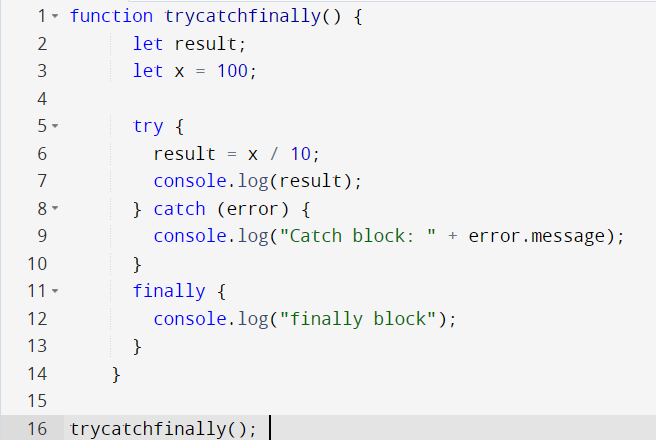 1 function trycatchfinally() {
2 let result;
3 let x = 100;
4
5 try {
6 result = x / 10;
7 console.log(result);
8 } catch (error) {
9 console.log("Catch block: " + error.message);
10 }
11 finally {
12 console.log("finally block");
13 }
14 }
15
16 trycatchfinally();